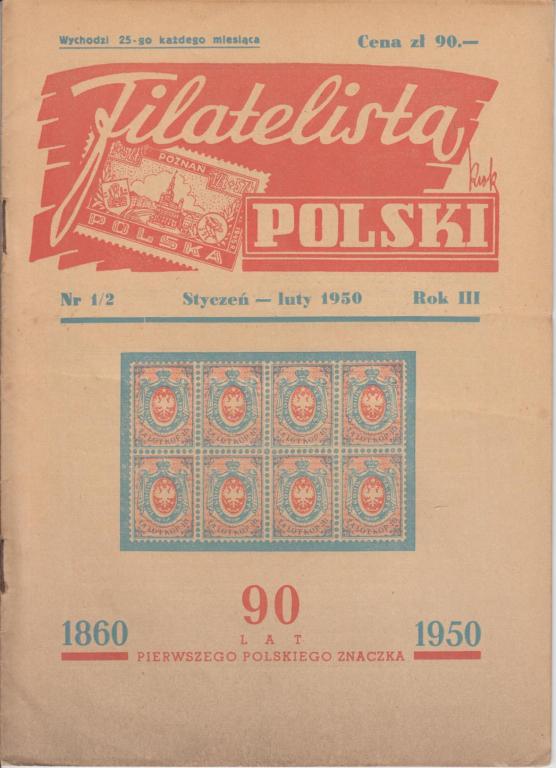 Wychodzi 25-go każdego miesiąca
Cena zł 90.—
Filatelista
POZNAŃ
POLSKA
POLSKI
Nr 1/2 Styczeń — luty 1950 Rok III
90
1860 LAT 1950
PIERWSZEGO POLSKIEGO ZNACZKA